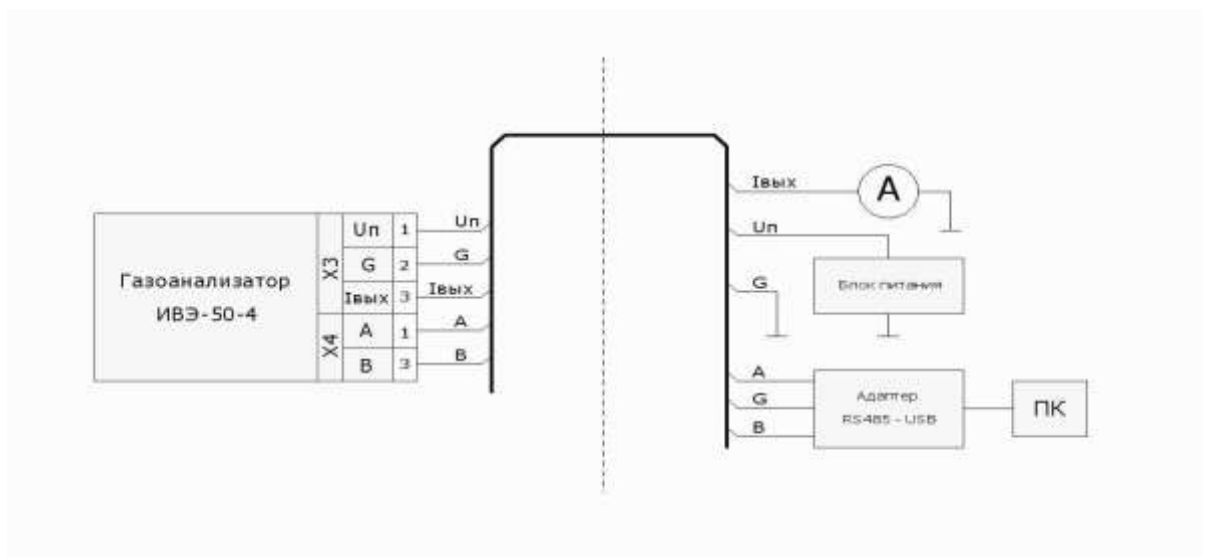 Газоанализатор
ИВЭ-50-4
X3
X4
Uп 1
G 2
Iвых 3
A 1
B 3
Uп
G
Iвых
A
B
Iвых
A
Uп
Блок питания
G
A
G
B
Адаптер
RS485 - USB
ПК